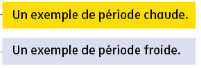 Un exemple de période chaude.
Un exemple de période froide.